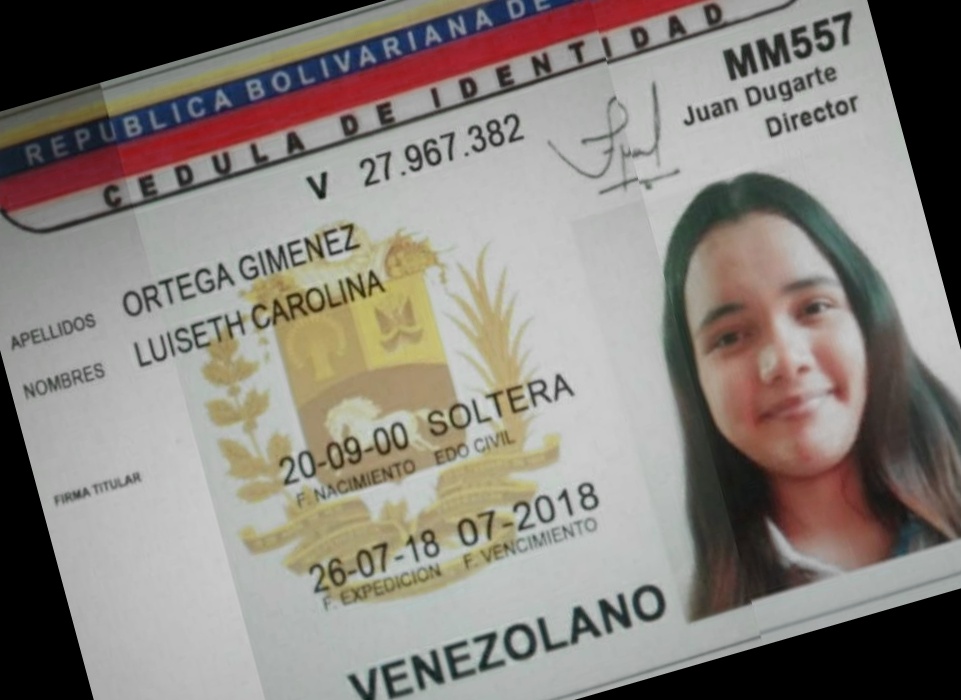 REPUBLICA BOLIVARIANA DE
CEDULA DE IDENTIDAD
V 27.967.382
MM557
Juan Dugarte
Director
APELLIDOS ORTEGA GIMENEZ
NOMBRES LUISETH CAROLINA
20-09-00 SOLTERA
F. NACIMIENTO EDO CIVIL
FIRMA TITULAR
26-07-18 07-2018
F. EXPEDICION F. VENCIMIENTO
VENEZOLANO